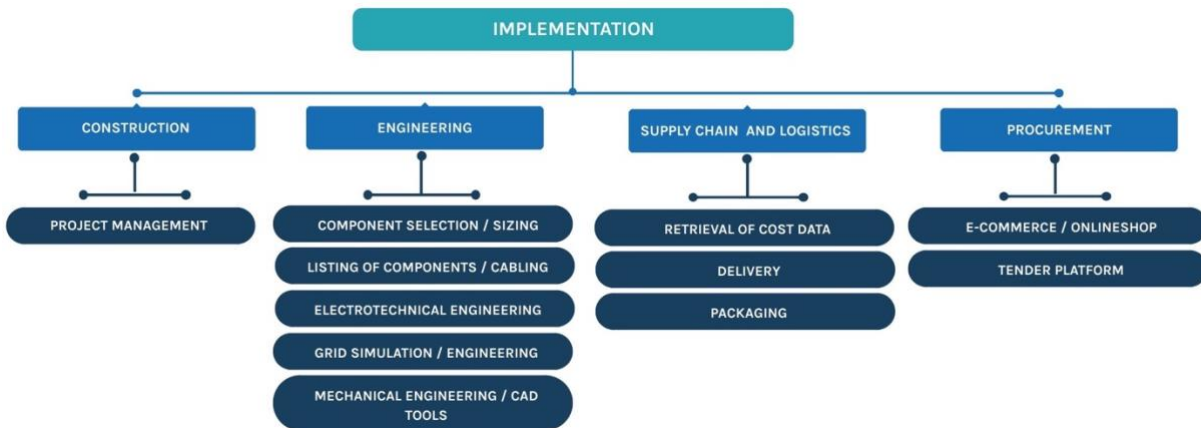 IMPLEMENTATION
CONSTRUCTION
ENGINEERING
SUPPLY CHAIN AND LOGISTICS
PROCUREMENT
PROJECT MANAGEMENT
COMPONENT SELECTION / SIZING
LISTING OF COMPONENTS / CABLING
ELECTROTECHNICAL ENGINEERING
GRID SIMULATION / ENGINEERING
MECHANICAL ENGINEERING / CAD
TOOLS
RETRIEVAL OF COST DATA
DELIVERY
PACKAGING
E-COMMERCE / ONLINESHOP
TENDER PLATFORM